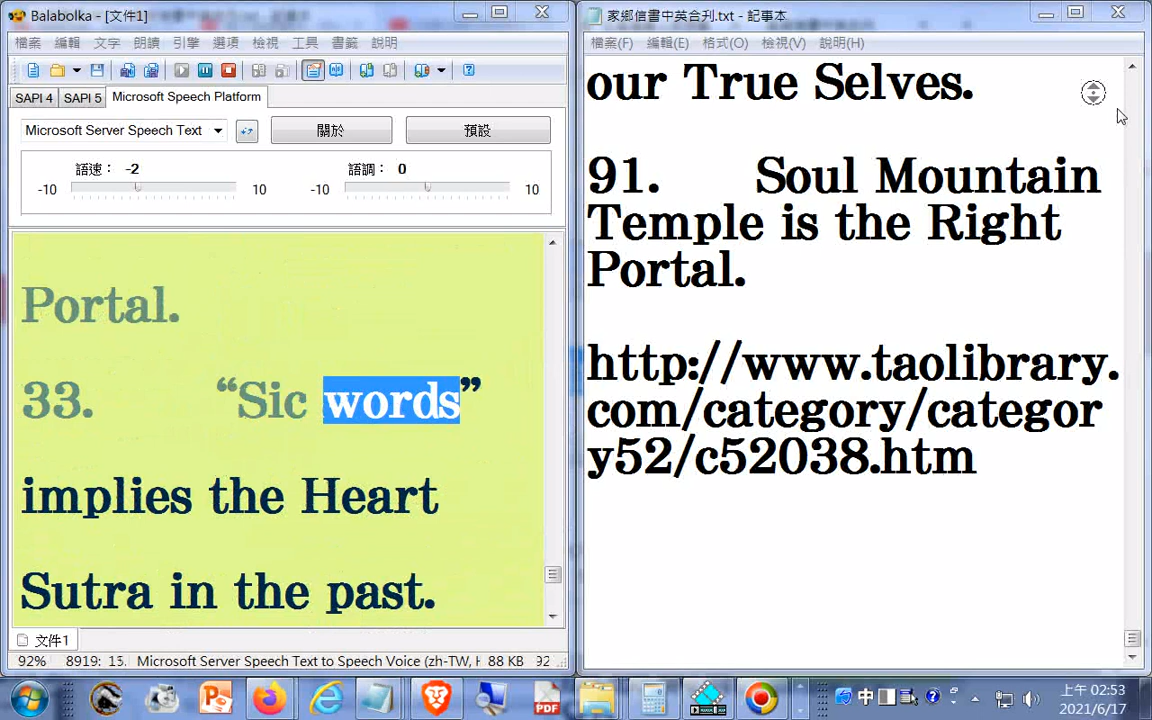 Balabolka - [文件1]
檔案 編輯 文字 朗讀 引擎 選項 檢視 工具 書籤 說明
SAPI 4 SAPI 5 Microsoft Speech Platform
Microsoft Server Speech Text 關於 預設
語速： -2 語調： 0
-10 10 -10 10
Portal.
33. “Sic words”
implies the Heart
Sutra in the past.
文件1
92% 8919: 15. Microsoft Server Speech Text to Speech Voice (zh-TW, H 88 KB 92
家鄉信書中英合刋.txt - 記事本
檔案(F) 編輯(E) 格式(O) 檢視(V) 說明(H)
our True Selves.
91. Soul Mountain
Temple is the Right
Portal.
http://www.taolibrary.
com/category/categor
y52/c52038.htm
PDF
中
上午 02:53
2021/6/17